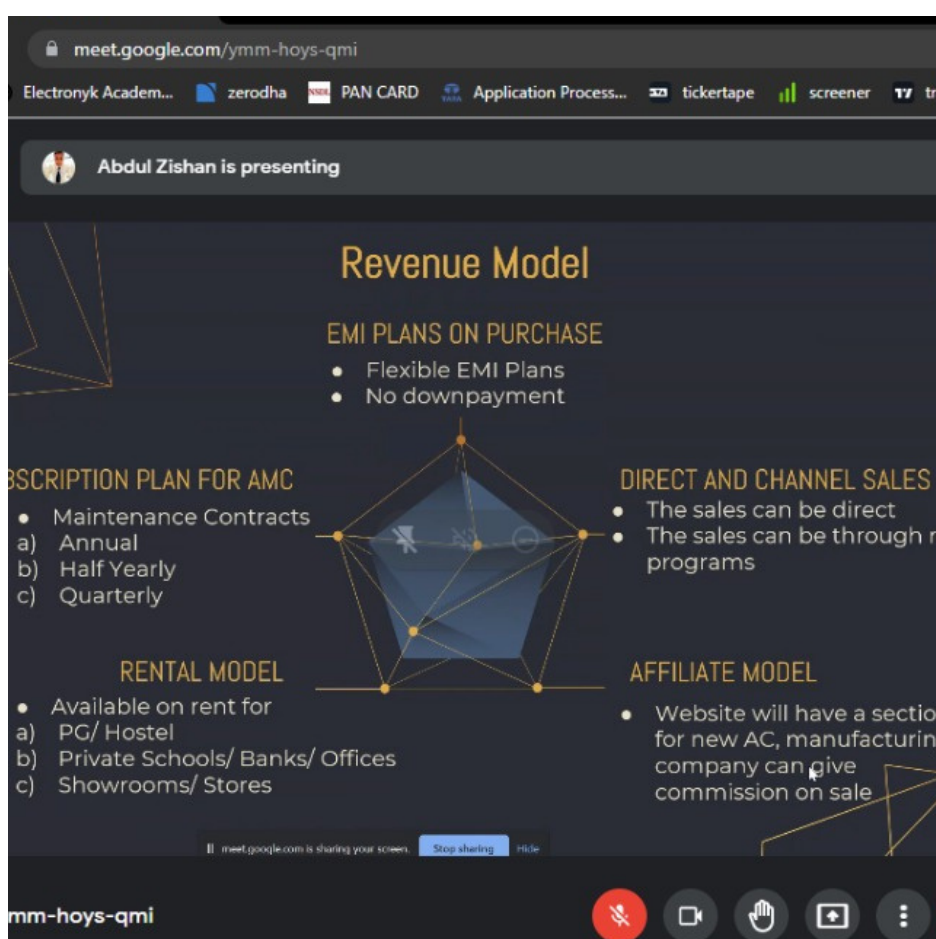 meet.google.com/ymm-hoys-qmi
Electronyk Academ... zerodha NSDL PAN CARD TATA Application Process... tickertape screener tr
Abdul Zishan is presenting
Revenue Model
EMI PLANS ON PURCHASE
● Flexible EMI Plans
● No downpayment
BSCRIPTION PLAN FOR AMC
● Maintenance Contracts
a) Annual
b) Half Yearly
c) Quarterly
DIRECT AND CHANNEL SALES
● The sales can be direct
● The sales can be through r
programs
RENTAL MODEL
● Available on rent for
a) PG/ Hostel
b) Private Schools/ Banks/ Offices
c) Showrooms/ Stores
AFFILIATE MODEL
● Website will have a sectio
for new AC, manufacturin
company can give
commission on sale
meet.google.com is sharing your screen. Stop sharing Hide
mm-hoys-qmi